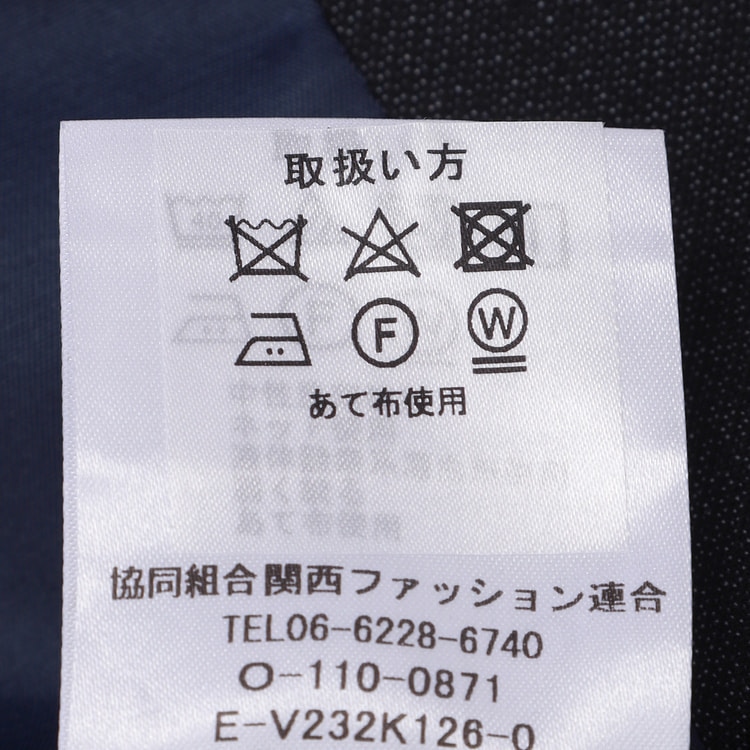 取扱い方
F W
あて布使用
協同組合関西ファッション連合
TEL06-6228-6740
O-110-0871
E-V232K126-0